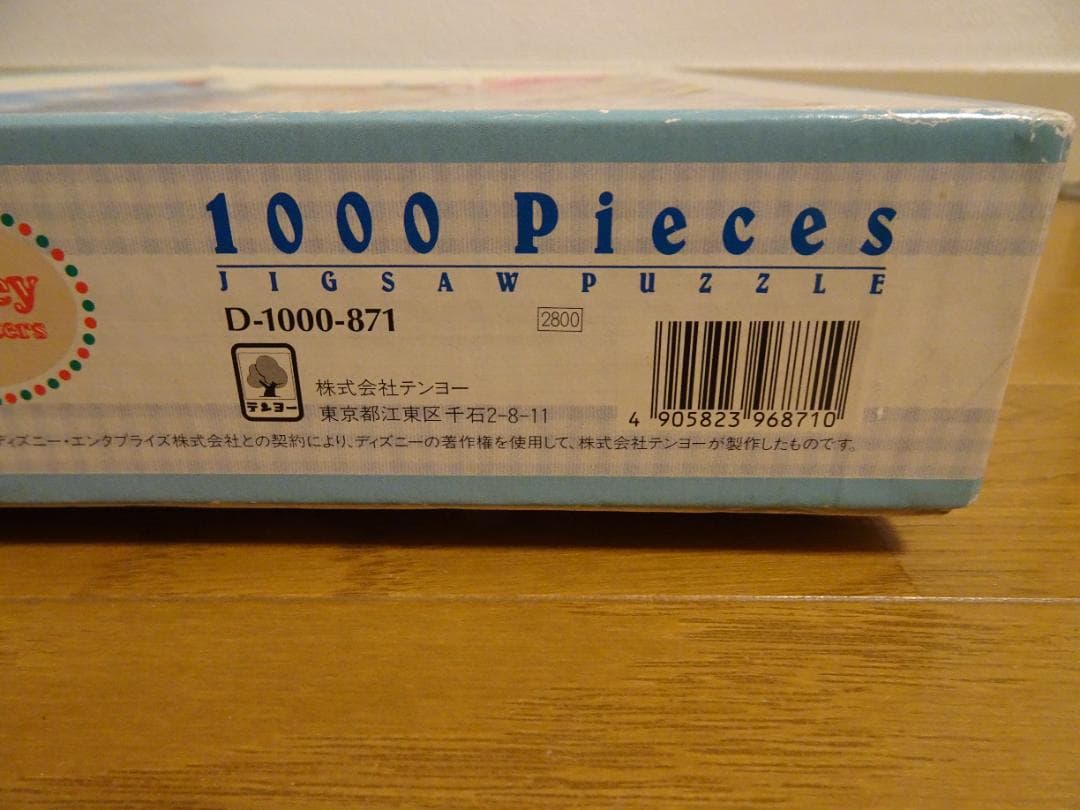 1000 Pieces
JIGSAW PUZZLE
D-1000-871
2800
テンヨー
株式会社テンヨー
東京都江東区千石2-8-11
4 905823 968710
ディズニー・エンタプライズ株式会社との契約により、ディズニーの著作権を使用して、株式会社テンヨーが製作したものです。